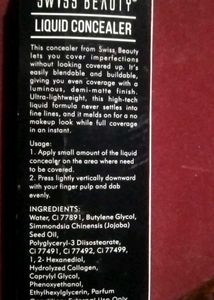 SWISS BEAUTY
LIQUID CONCEALER
This concealer from Swiss Beauty
lets you cover imperfections
without looking covered up. It's
easily blendable and buildable,
giving you even coverage with a
luminous, demi-matte finish.
Ultra-lightweight, this high-tech
liquid formula never settles into
fine lines, and it melds on for a no
makeup look while full coverage
in an instant.
Usage:
1. Apply small amount of the liquid
concealer on the area where need
to be covered.
2. Press lightly vertically downward
with your finger pulp and dab
evenly.
INGREDIENTS:
Water, Ci 77891, Butylene Glycol,
Simmondsia Chinensis (Jojoba)
Seed Oil,
Polyglyceryl-3 Diisostearate,
Ci 77491, Ci 77492, Ci 77499,
1, 2- Hexanediol,
Hydrolyzed Collagen,
Caprylyl Glycol,
Phenoxyethanol,
Ethylhexylglycerin, Parfum
External Use Only